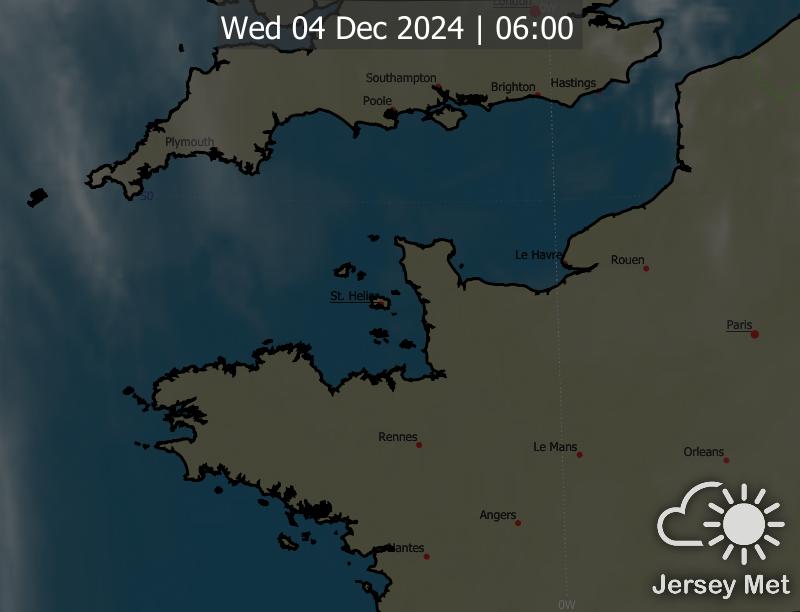 London
Wed 04 Dec 2024 | 06:00
Southampton
Brighton
Hastings
Poole
Plymouth
50
Le Havre
Rouen
St. Helier
Paris
Rennes
Le Mans
Orleans
Angers
Nantes
Jersey Met
0W